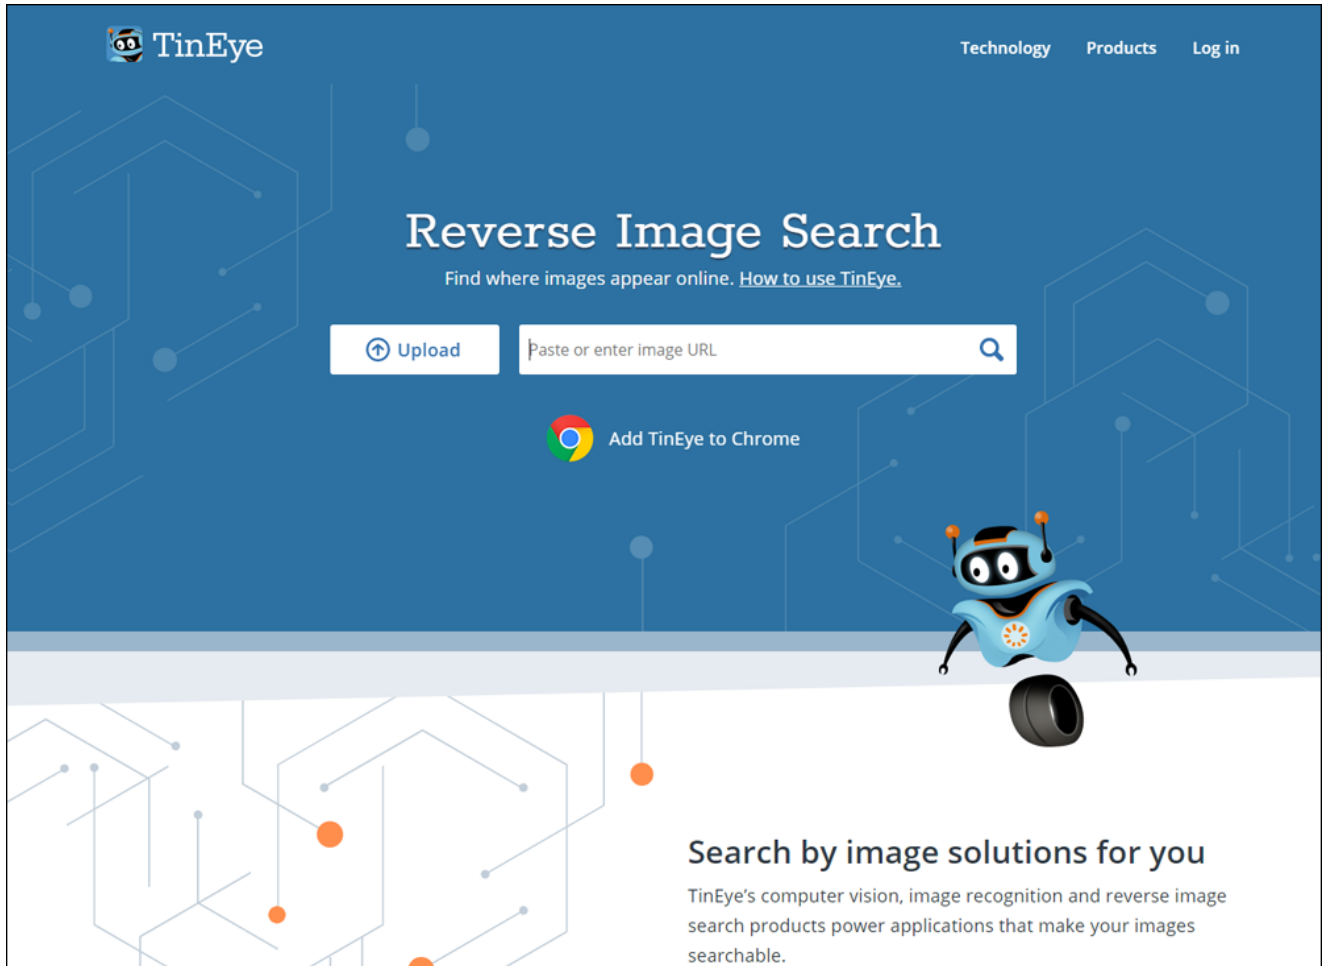 TinEye
Technology Products Log in
Reverse Image Search
Find where images appear online. How to use TinEye.
Upload
Paste or enter image URL
Add TinEye to Chrome
Search by image solutions for you
TinEye’s computer vision, image recognition and reverse image
search products power applications that make your images
searchable.